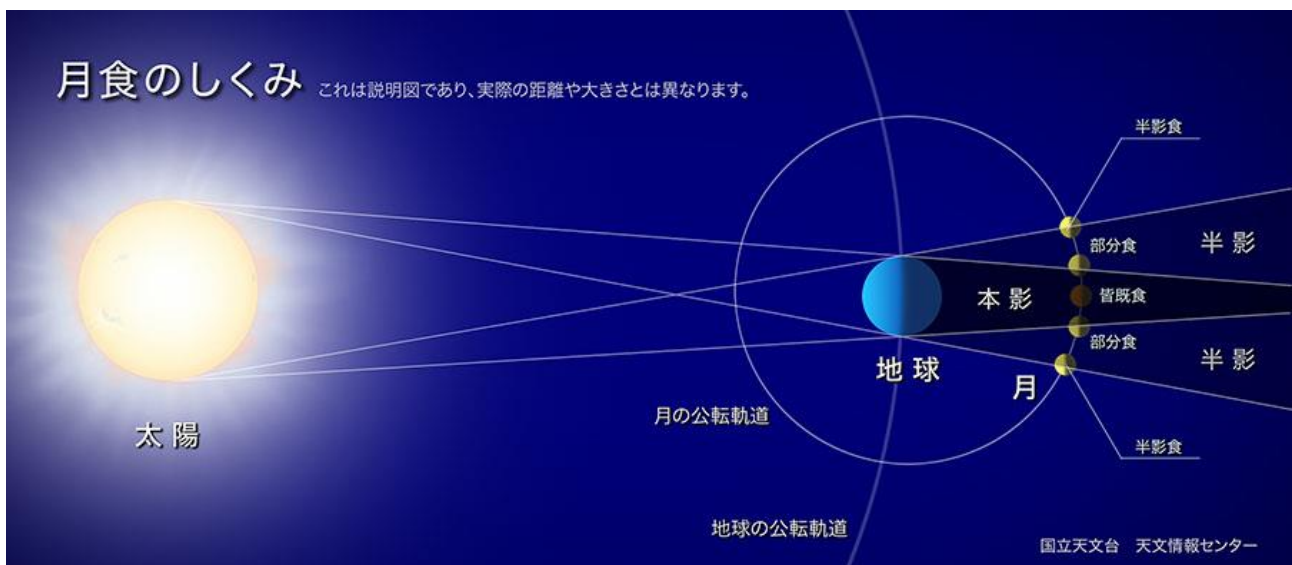 月食のしくみ これは説明図であり、実際の距離や大きさとは異なります。
半影食
部分食
半影
本影
皆既食
部分食
半影
地球
月
太陽
月の公転軌道
半影食
地球の公転軌道
国立天文台 天文情報センター